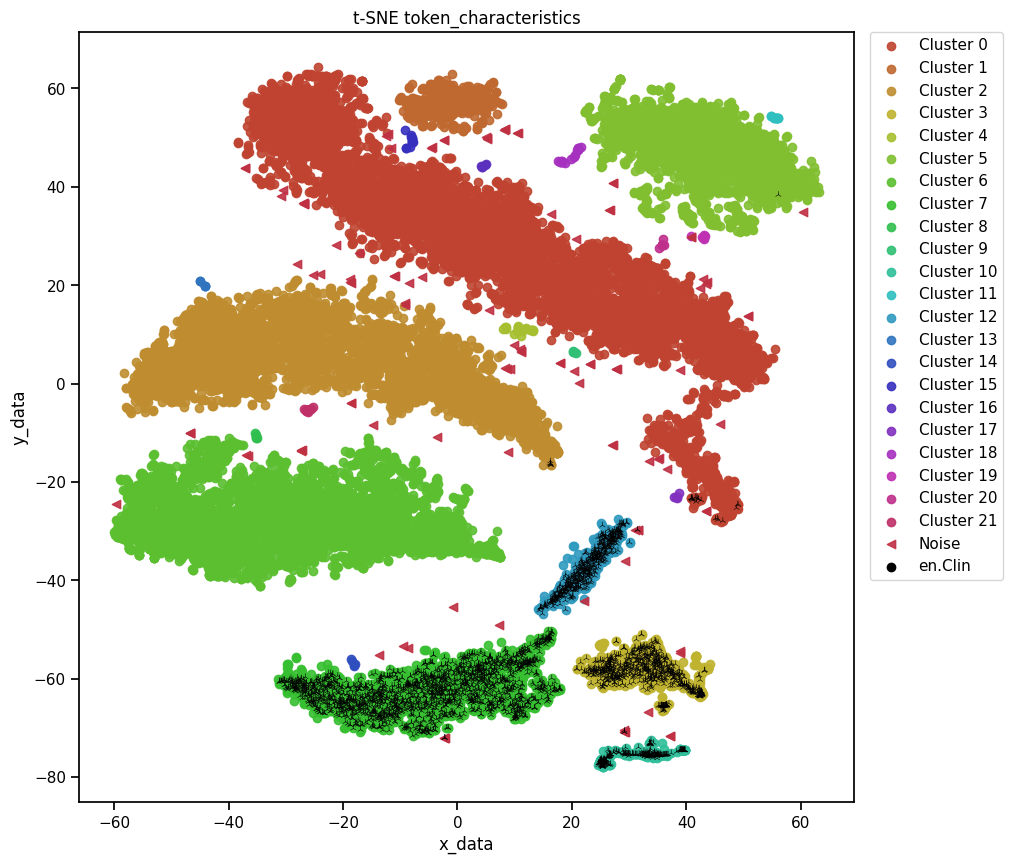 t-SNE token_characteristics
y_data
60
40
20
0
−20
−40
−60
−80
−60
−40
−20
0
20
40
60
x_data
Cluster 0
Cluster 1
Cluster 2
Cluster 3
Cluster 4
Cluster 5
Cluster 6
Cluster 7
Cluster 8
Cluster 9
Cluster 10
Cluster 11
Cluster 12
Cluster 13
Cluster 14
Cluster 15
Cluster 16
Cluster 17
Cluster 18
Cluster 19
Cluster 20
Cluster 21
Noise
en.Clin